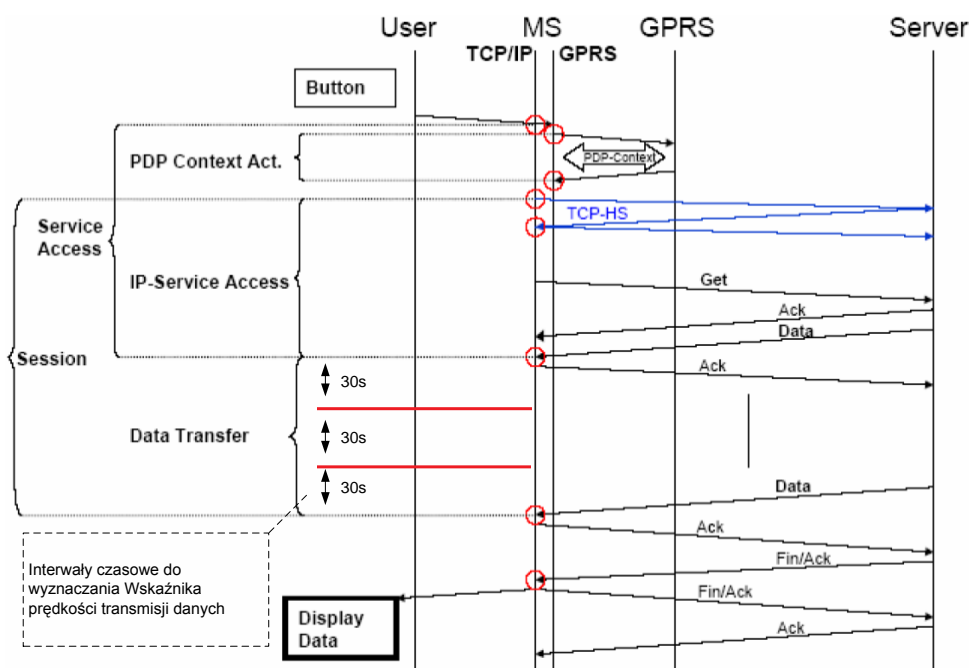 User MS GPRS Server
TCP/IP GPRS
Button
PDP Context Act.
PDP-Context
TCP-HS
Service
Access
IP-Service Access
Get
Ack
Data
Session
Ack
30s
Data Transfer
30s
30s
Data
Ack
Interwały czasowe do
wyznaczania Wskaźnika
prędkości transmisji danych
Fin/Ack
Fin/Ack
Display
Data
Ack